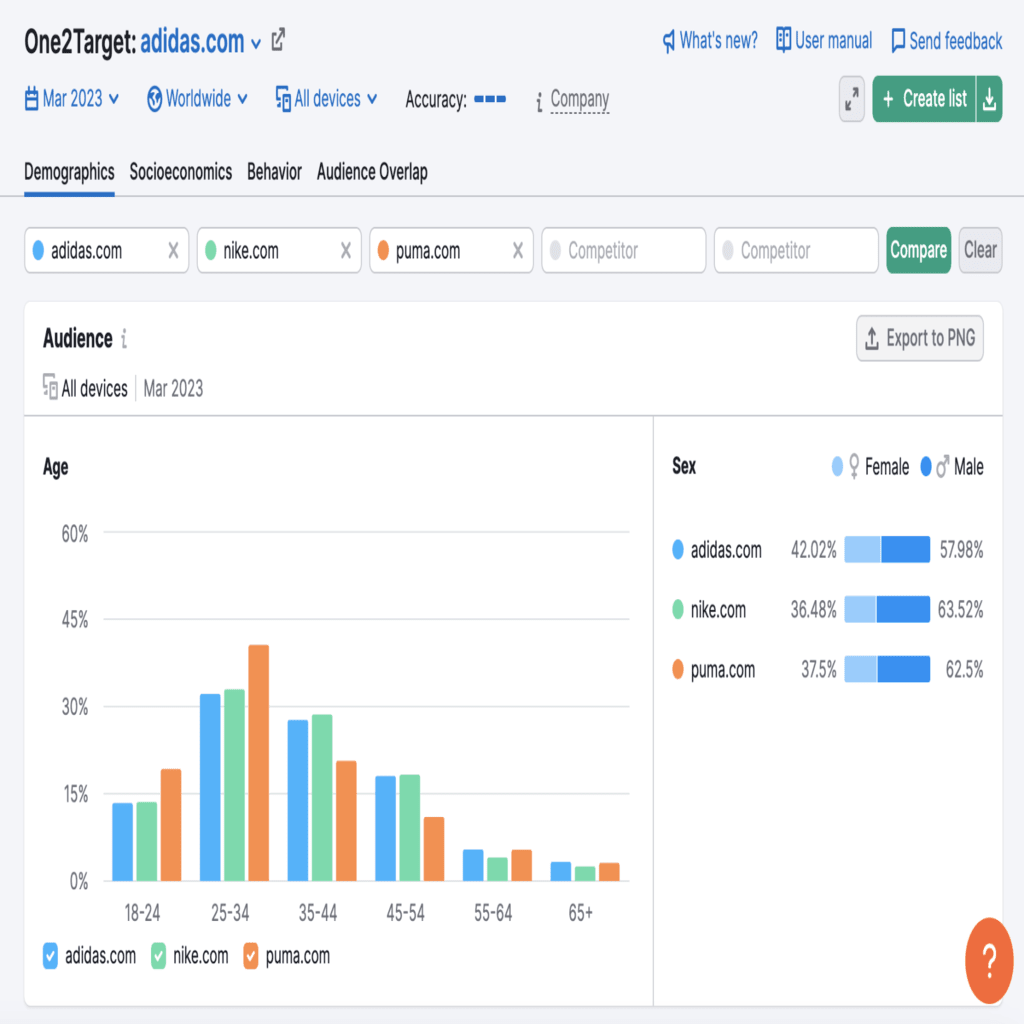 One2Target: adidas.com
What's new? User manual Send feedback
Mar 2023 Worldwide All devices Accuracy: i Company
+ Create list
Demographics Socioeconomics Behavior Audience Overlap
adidas.com nike.com puma.com Competitor Competitor Compare Clear
Audience i
Export to PNG
All devices Mar 2023
Age
60%
45%
30%
15%
0%
18-24 25-34 35-44 45-54 55-64 65+
adidas.com nike.com puma.com
Sex ♀ Female ♂ Male
adidas.com 42.02% 57.98%
nike.com 36.48% 63.52%
puma.com 37.5% 62.5%
?